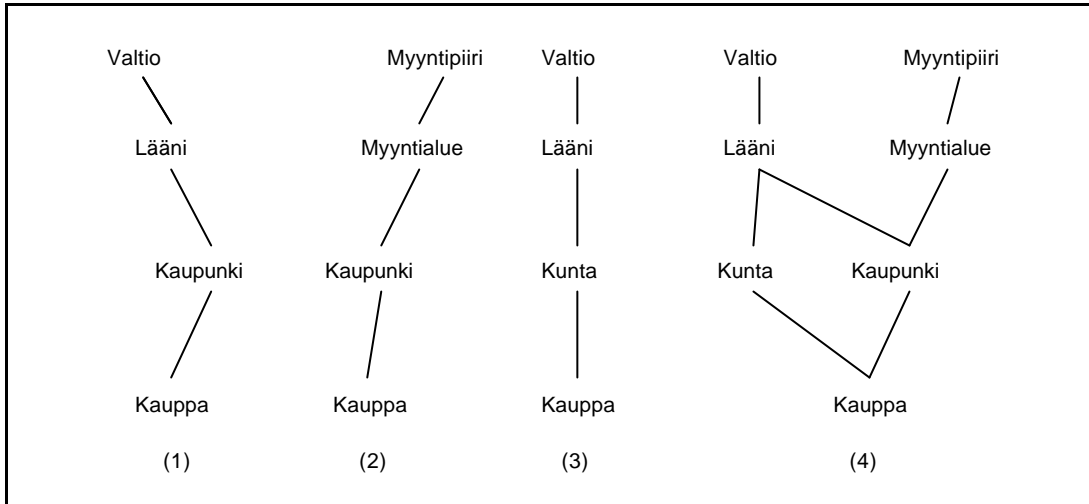 Valtio Myyntipiiri Valtio Valtio Myyntipiiri
Lääni Myyntialue Lääni Lääni Myyntialue
Kaupunki Kaupunki Kunta Kunta Kaupunki
Kauppa Kauppa Kauppa Kauppa
(1) (2) (3) (4)